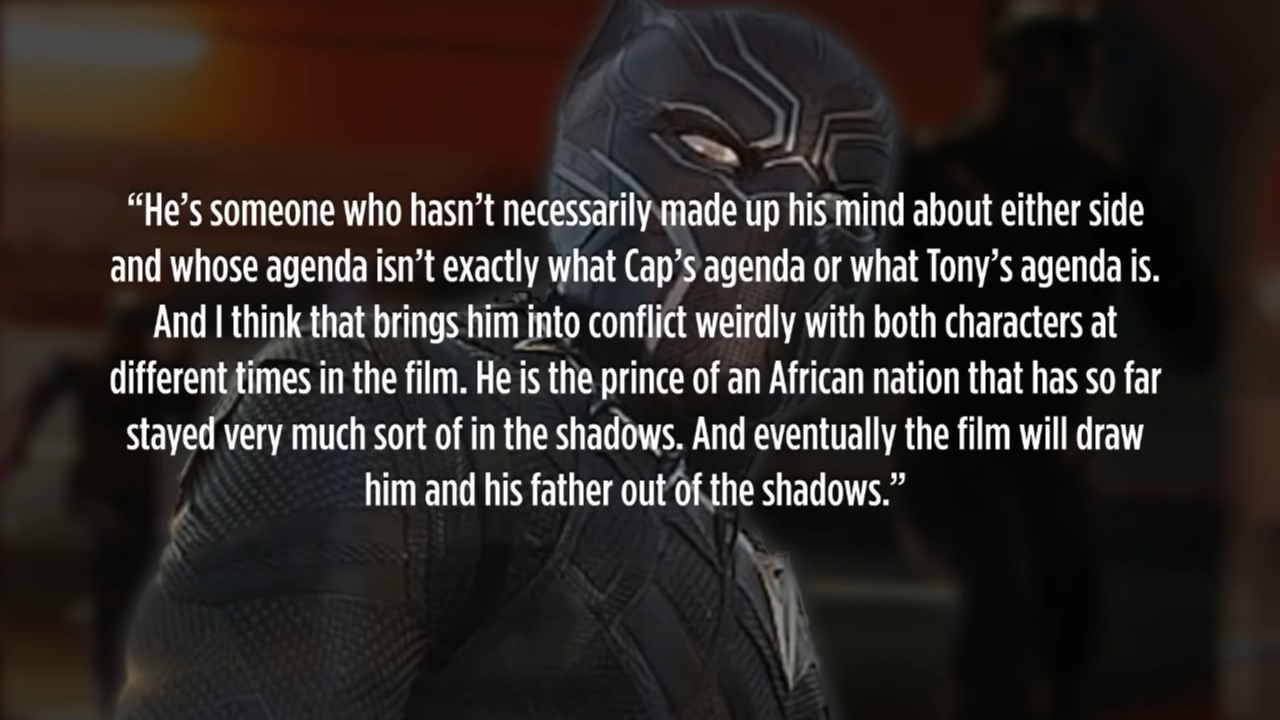 “He’s someone who hasn’t necessarily made up his mind about either side
and whose agenda isn’t exactly what Cap’s agenda or what Tony’s agenda is.
And I think that brings him into conflict weirdly with both characters at
different times in the film. He is the prince of an African nation that has so far
stayed very much sort of in the shadows. And eventually the film will draw
him and his father out of the shadows.”